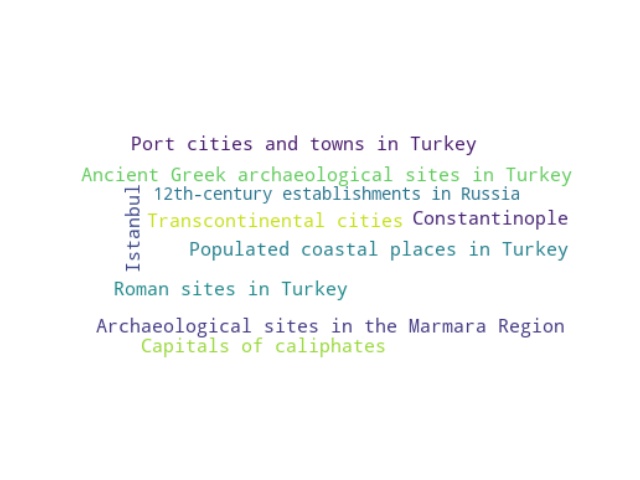 Port cities and towns in Turkey
Ancient Greek archaeological sites in Turkey
12th-century establishments in Russia
Istanbul
Transcontinental cities
Constantinople
Populated coastal places in Turkey
Roman sites in Turkey
Archaeological sites in the Marmara Region
Capitals of caliphates